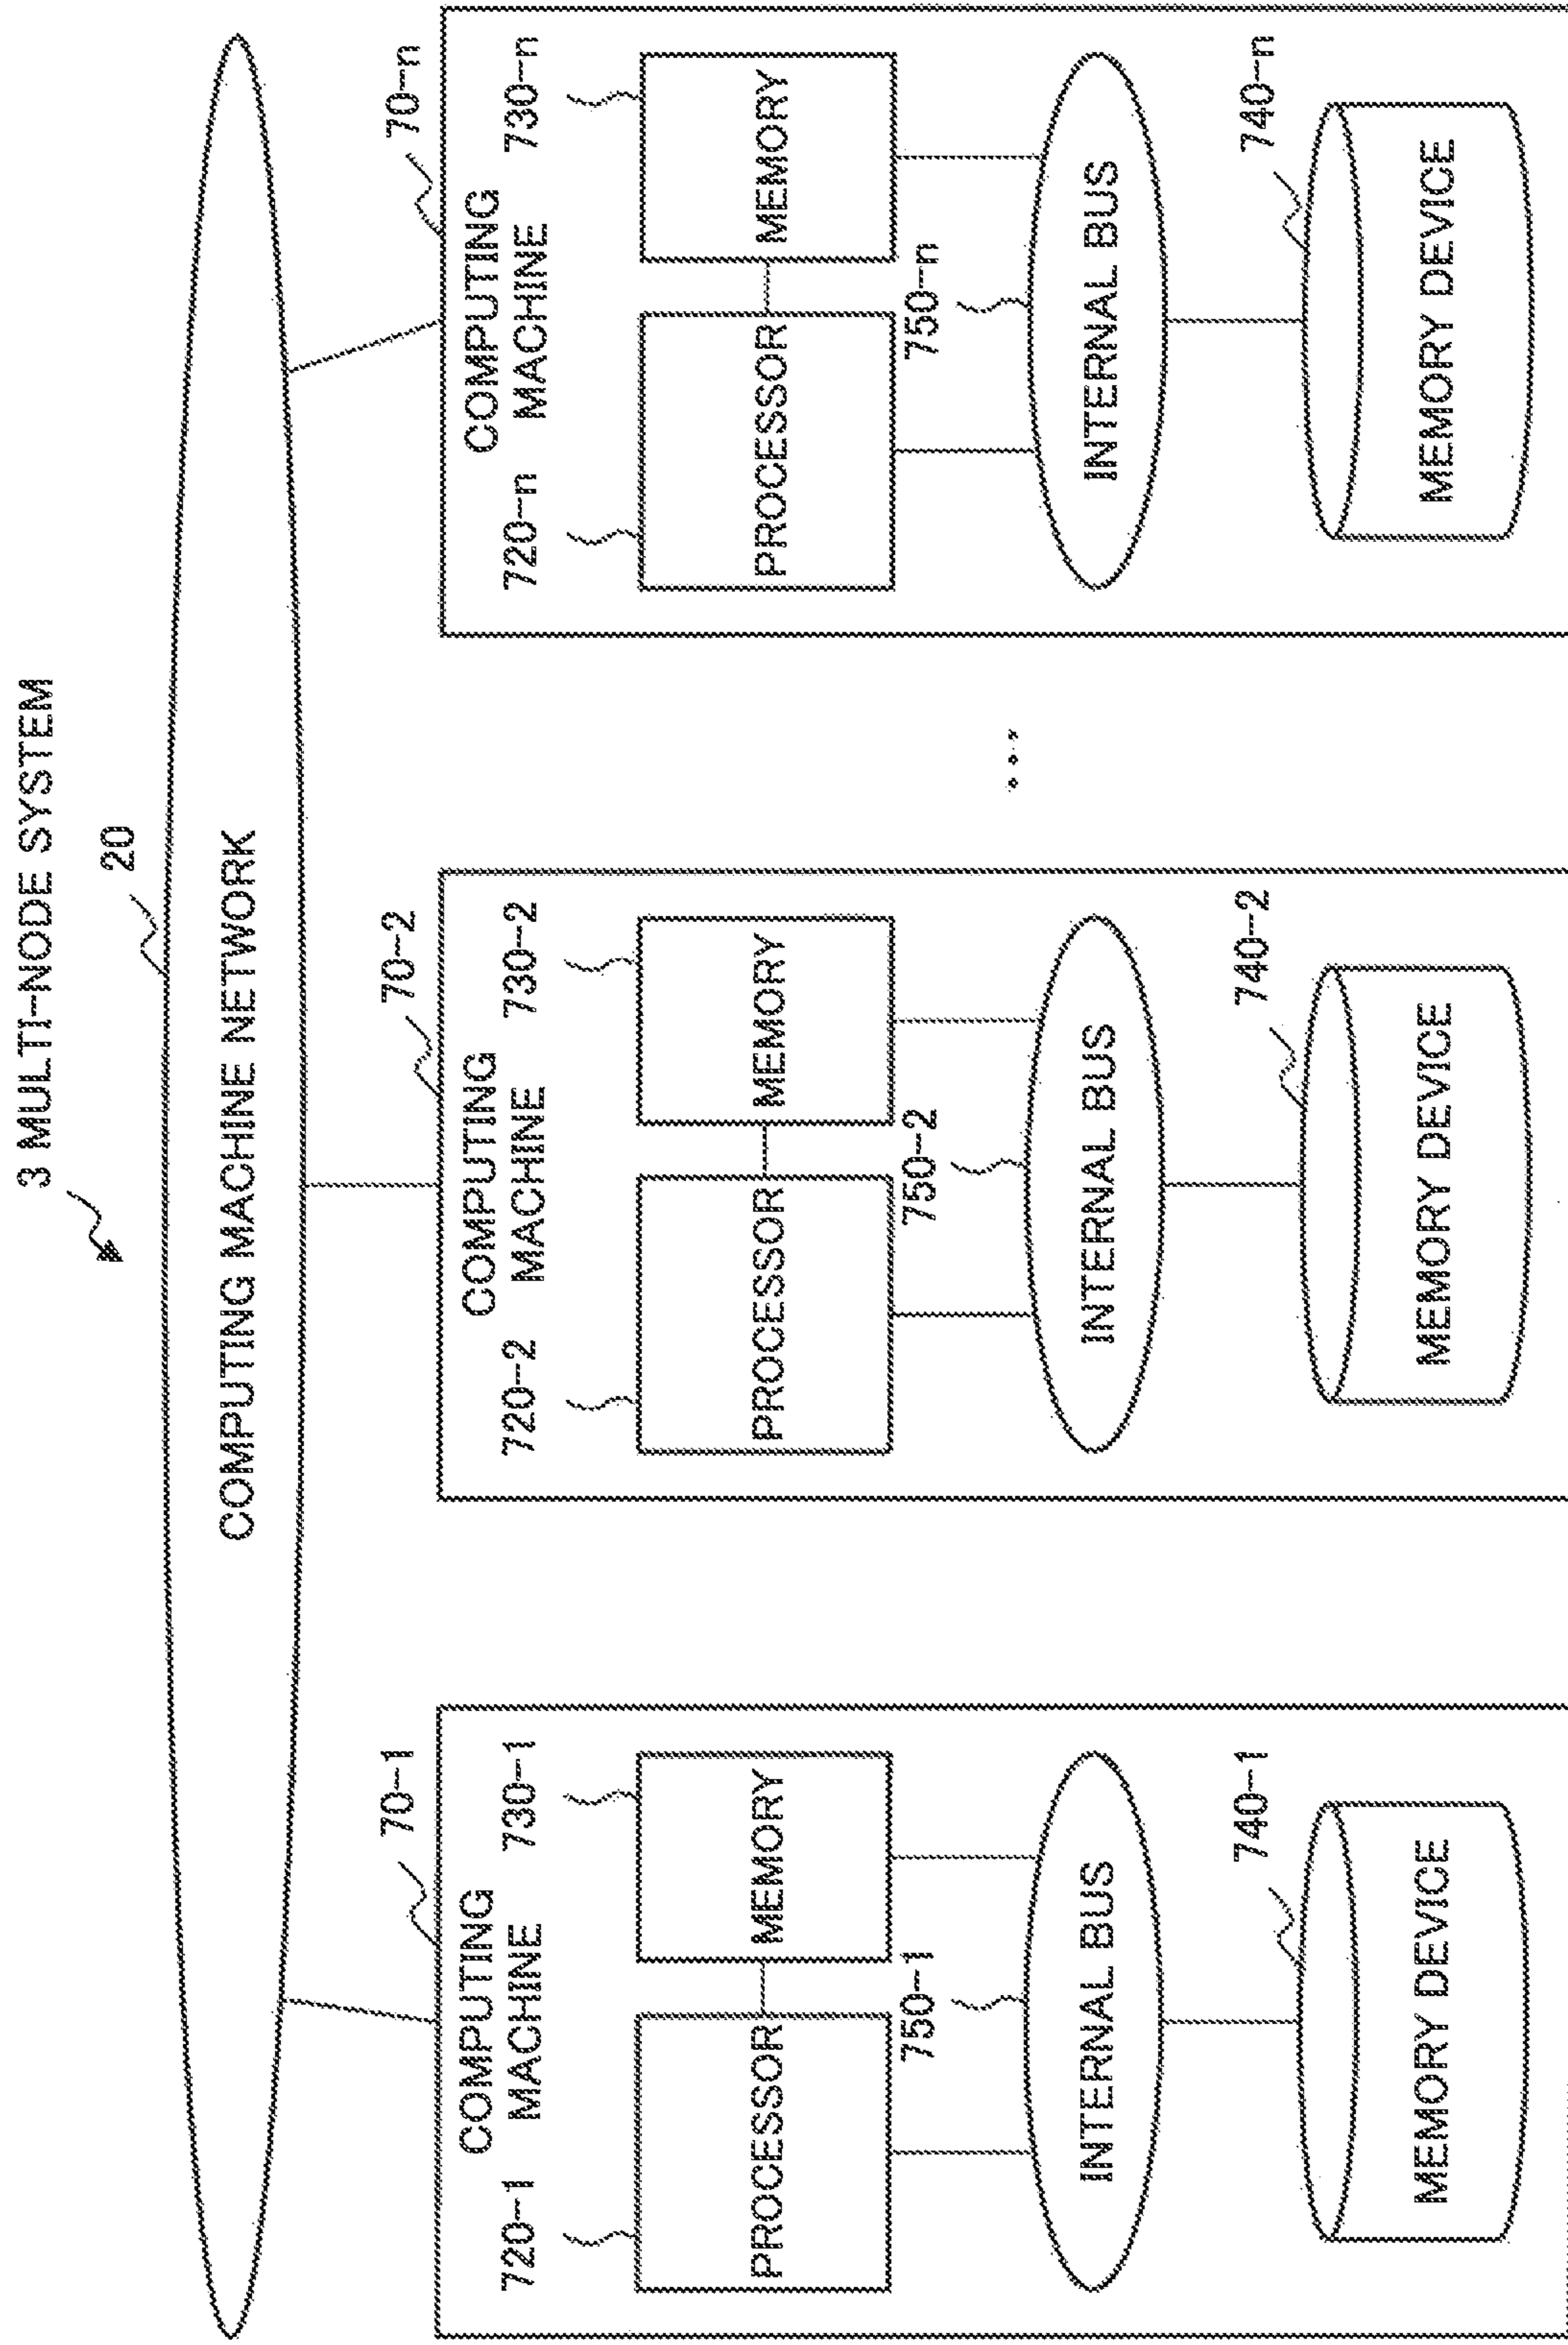 3 MULTI-NODE SYSTEM
20
COMPUTING MACHINE NETWORK
70-1
COMPUTING
MACHINE
720-1
730-1
PROCESSOR
MEMORY
750-1
INTERNAL BUS
740-1
MEMORY DEVICE
70-2
COMPUTING
MACHINE
720-2
730-2
PROCESSOR
MEMORY
750-2
INTERNAL BUS
740-2
MEMORY DEVICE
...
70-n
COMPUTING
MACHINE
720-n
730-n
PROCESSOR
MEMORY
750-n
INTERNAL BUS
740-n
MEMORY DEVICE